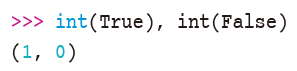 >>> int(True), int(False)
(1, 0)